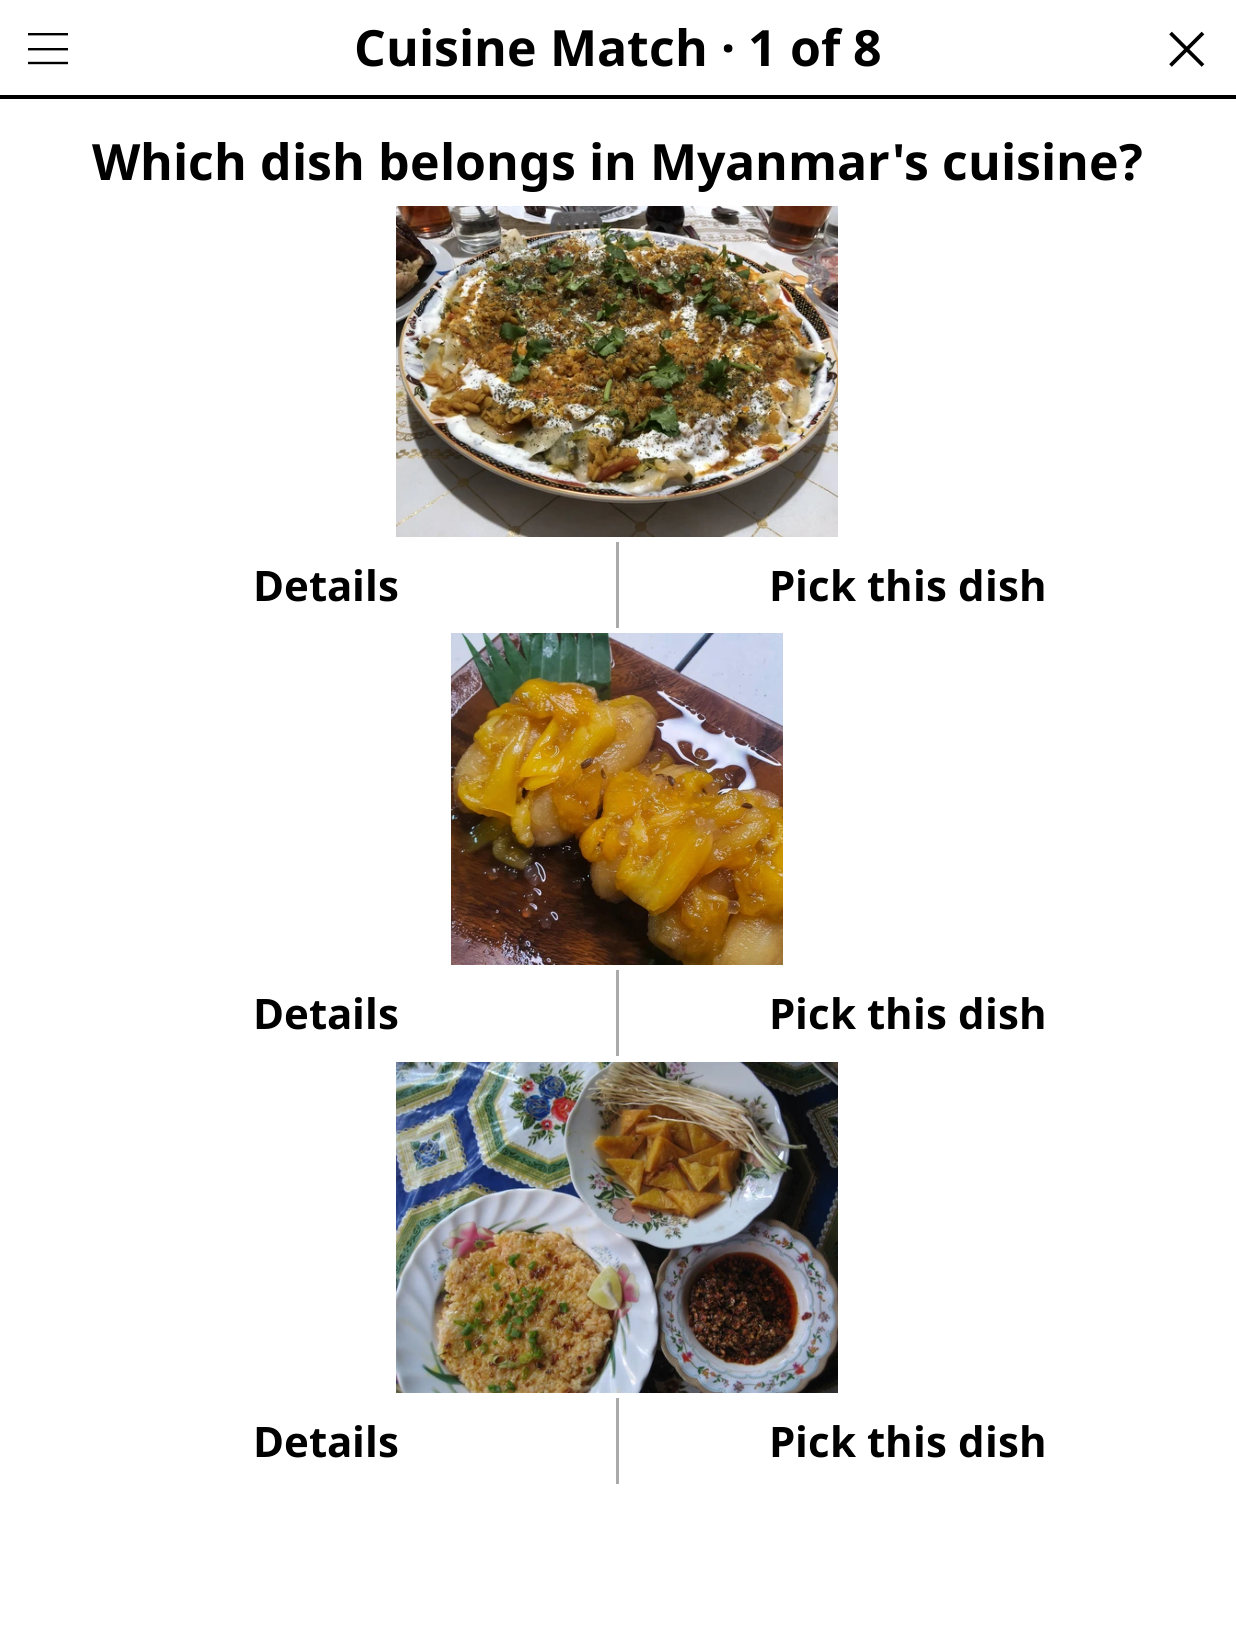 Cuisine Match · 1 of 8
Which dish belongs in Myanmar's cuisine?
Details
Pick this dish
Details
Pick this dish
Details
Pick this dish